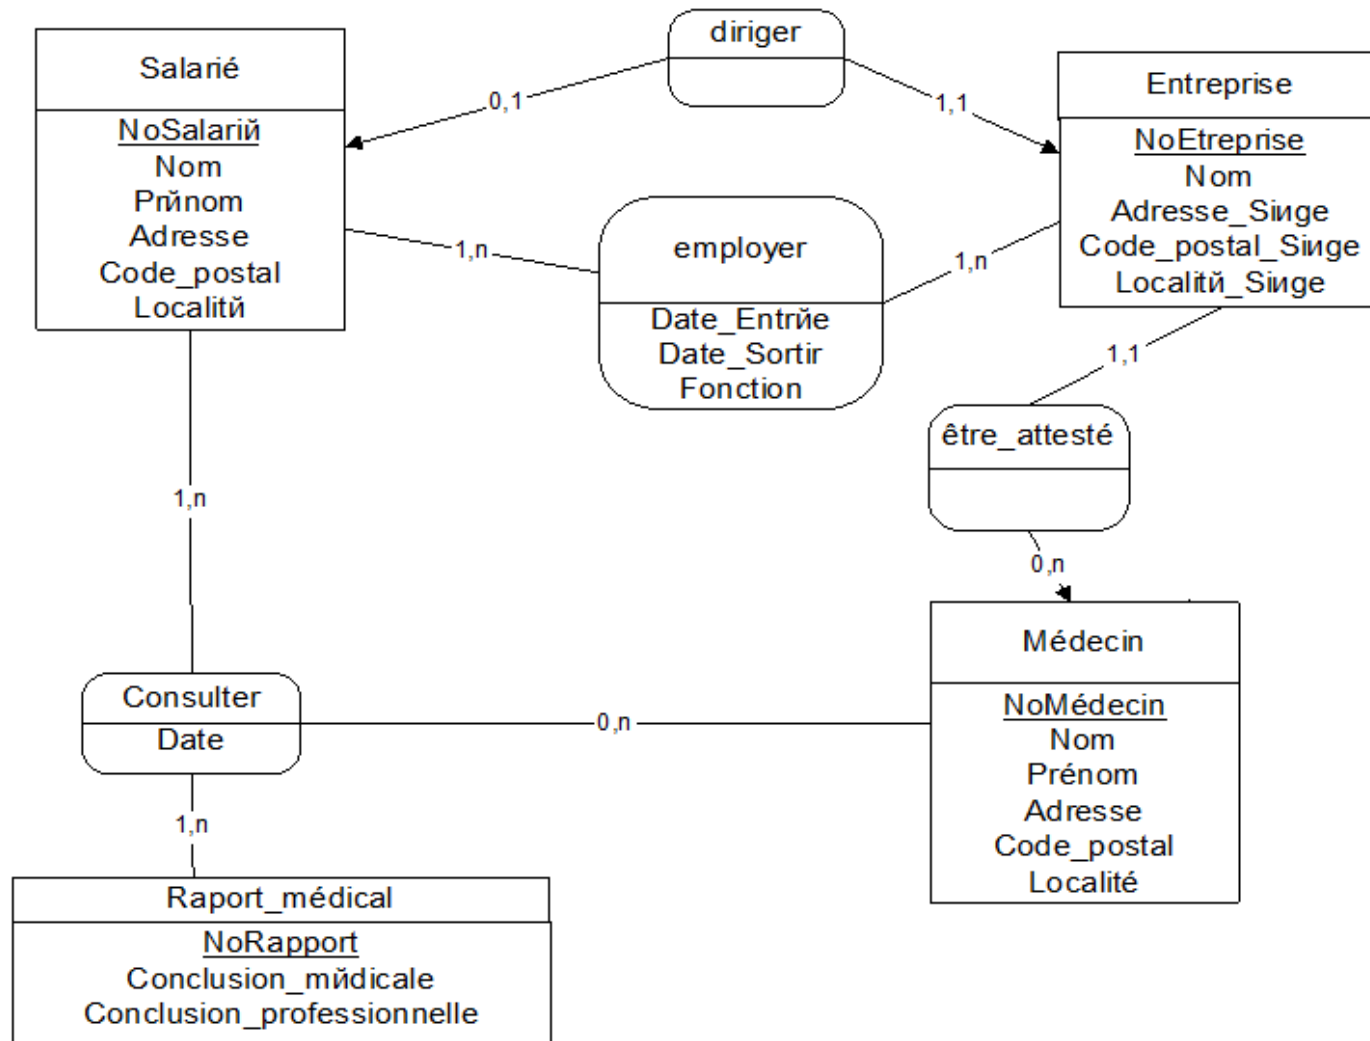 diriger
Salarié
NoSalariй
Nom
Prйnom
Adresse
Code_postal
Localitй
0,1
1,1
Entreprise
NoEtreprise
Nom
Adresse_Siиge
Code_postal_Siиge
Localitй_Siиge
1,n
employer
Date_Entrйe
Date_Sortir
Fonction
1,n
1,1
être_attesté
0,n
1,n
Médecin
NoMédecin
Nom
Prénom
Adresse
Code_postal
Localité
Consulter
Date
0,n
1,n
Raport_médical
NoRapport
Conclusion_mйdicale
Conclusion_professionnelle